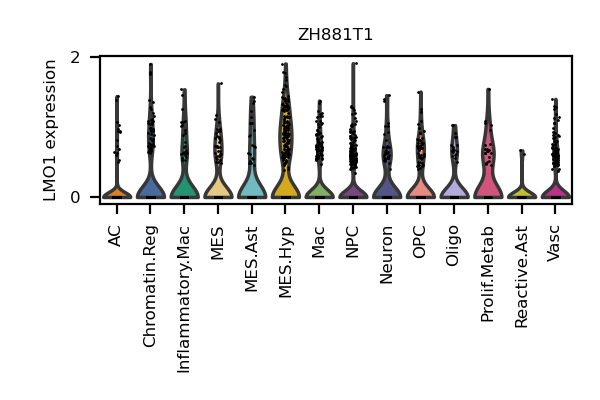 ZH881T1
LMO1 expression
2
0
AC
Chromatin.Reg
Inflammatory.Mac
MES
MES.Ast
MES.Hyp
Mac
NPC
Neuron
OPC
Oligo
Prolif.Metab
Reactive.Ast
Vasc